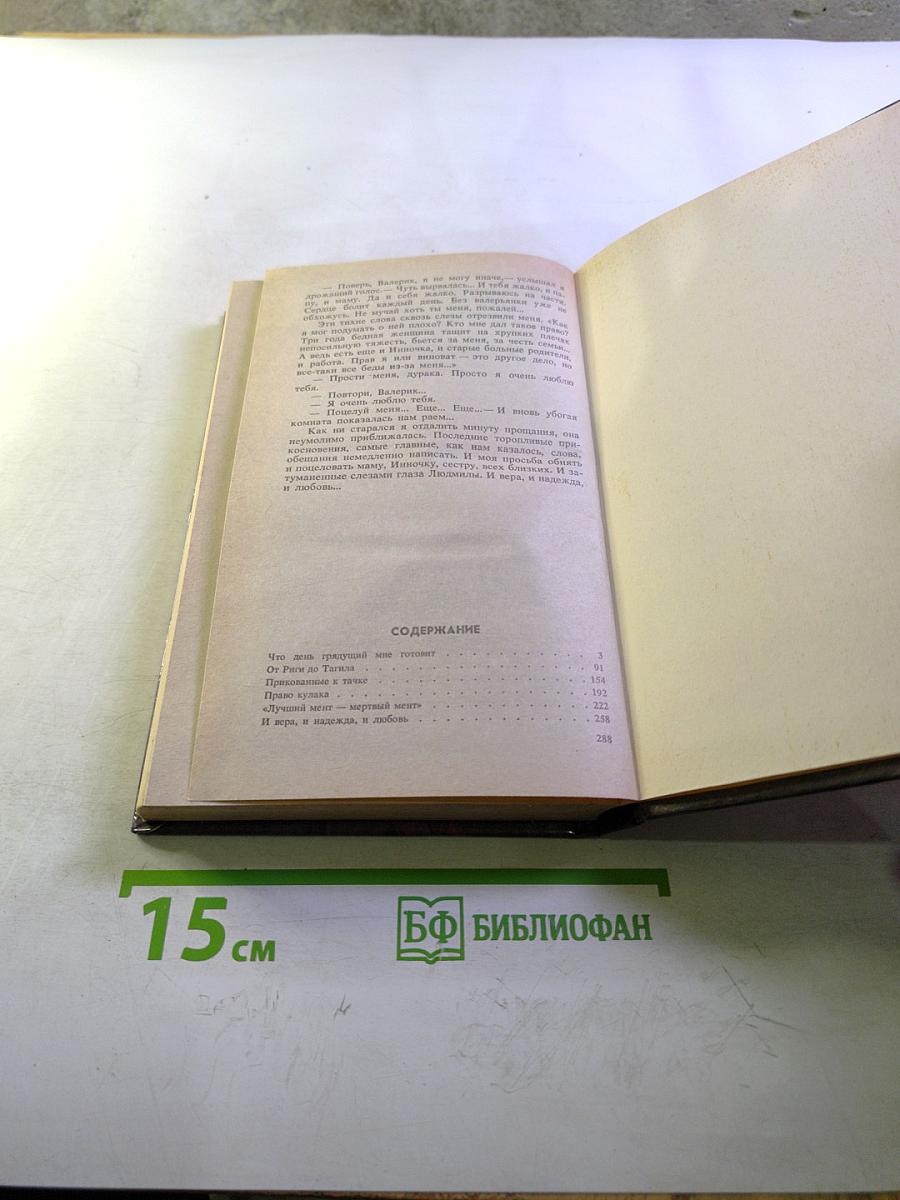 — Поверь, Валерик, я не могу иначе,— услышал я
дрожащий голос.— Чуть вырвалась... И тебя жалко, и па-
пу, и маму. Да и себя жалко. Разрываюсь на части.
Сердце болит каждый день. Без валерьянки уже не
обхожусь. Не мучай хоть ты меня, пожалей...
Эти тихие слова сквозь слезы отрезвили меня. «Как
я мог подумать о ней плохо? Кто мне дал такое право?
Три года бедная женщина тащит на хрупких плечах
непосильную тяжесть, бьется за меня, за честь семьи...
А ведь есть еще и Инночка, и старые больные родители,
и работа. Прав я или виноват — это другое дело, но
все-таки все беды из-за меня...»
— Прости меня, дурака. Просто я очень люблю
тебя.
— Повтори, Валерик...
— Я очень люблю тебя.
— Поцелуй меня... Еще... Еще...— И вновь убогая
комната показалась нам раем...
Как ни старался я отдалить минуту прощания, она
неумолимо приближалась. Последние торопливые при-
косновения, самые главные, как нам казалось, слова,
обещания немедленно написать. И моя просьба обнять
и поцеловать маму, Инночку, сестру, всех близких. И за-
туманенные слезами глаза Людмилы. И вера, и надежда,
и любовь...
СОДЕРЖАНИЕ
Что день грядущий мне готовит . . . . . . . . . . 3
От Риги до Тагила . . . . . . . . . . . . . . . 91
Прикованные к тачке . . . . . . . . . . . . . . 154
Право кулака . . . . . . . . . . . . . . . . . 192
«Лучший мент — мертвый мент» . . . . . . . . . . 222
И вера, и надежда, и любовь . . . . . . . . . . . 258
288
15 см
БФ БИБЛИОФАН